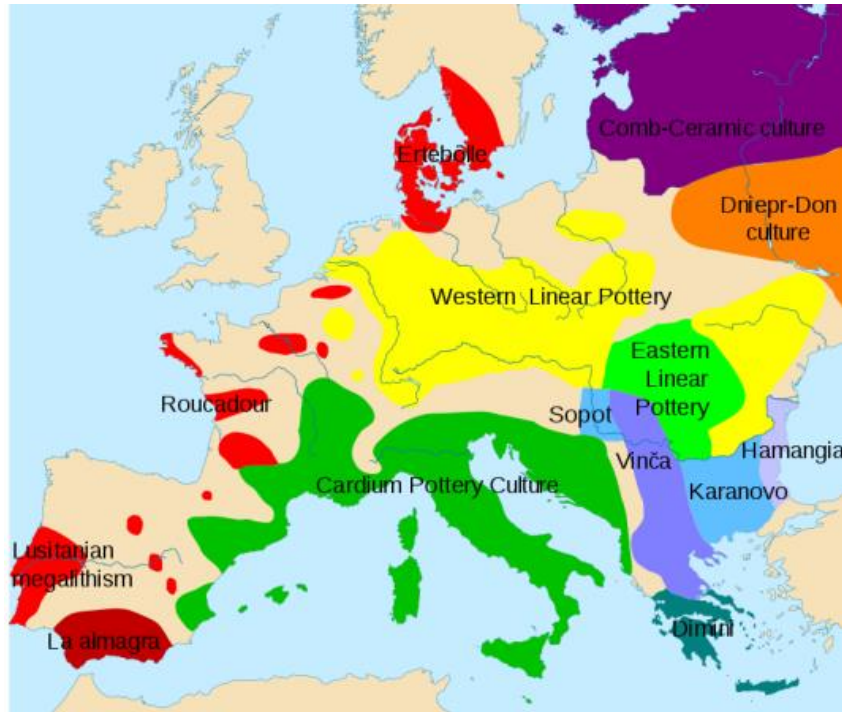 Comb-Ceramic culture
Ertebölle
Dniepr-Don
culture
Western Linear Pottery
Eastern
Linear
Pottery
Roucadour
Sopot
Hamangia
Vinča
Karanovo
Cardium Pottery Culture
Lusitanian
megalithism
La almagra
Dimini